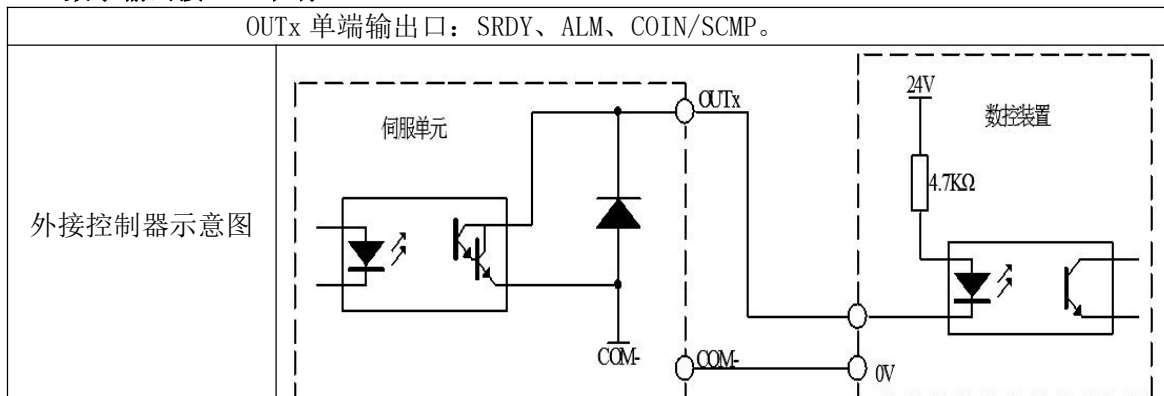 OUTx 单端输出口：SRDY、ALM、COIN/SCMP。
外接控制器示意图
伺服单元
OUTx
24V
数控装置
4.7KΩ
COM-
COM-
0V